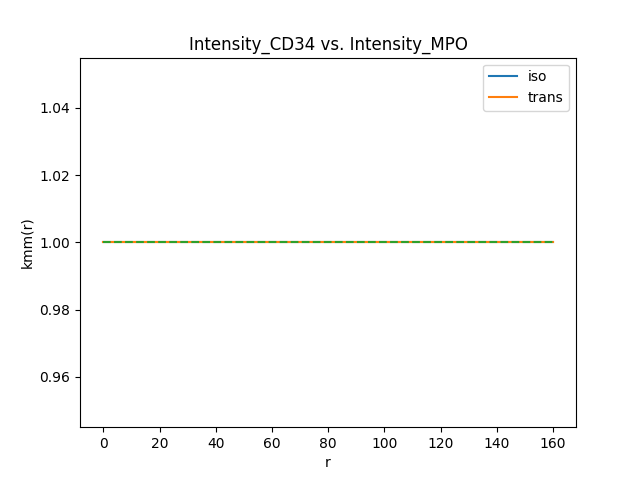 Intensity_CD34 vs. Intensity_MPO
iso
trans
1.04
1.02
1.00
0.98
0.96
kmm(r)
0 20 40 60 80 100 120 140 160
r